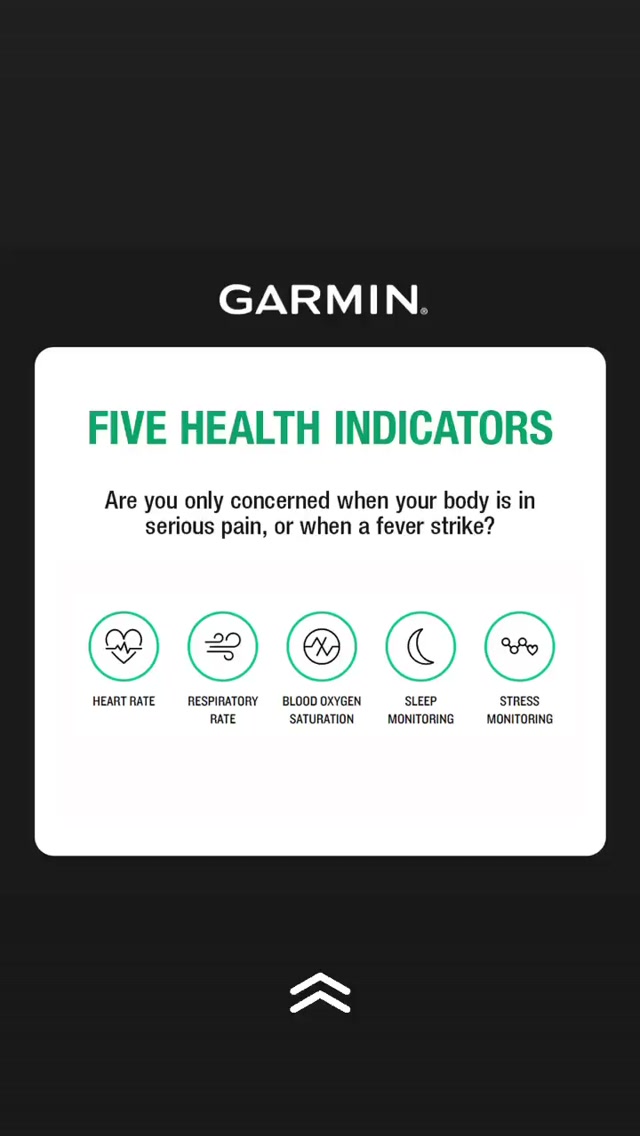 GARMIN®
FIVE HEALTH INDICATORS
Are you only concerned when your body is in
serious pain, or when a fever strike?
HEART RATE
RESPIRATORY
RATE
BLOOD OXYGEN
SATURATION
SLEEP
MONITORING
STRESS
MONITORING